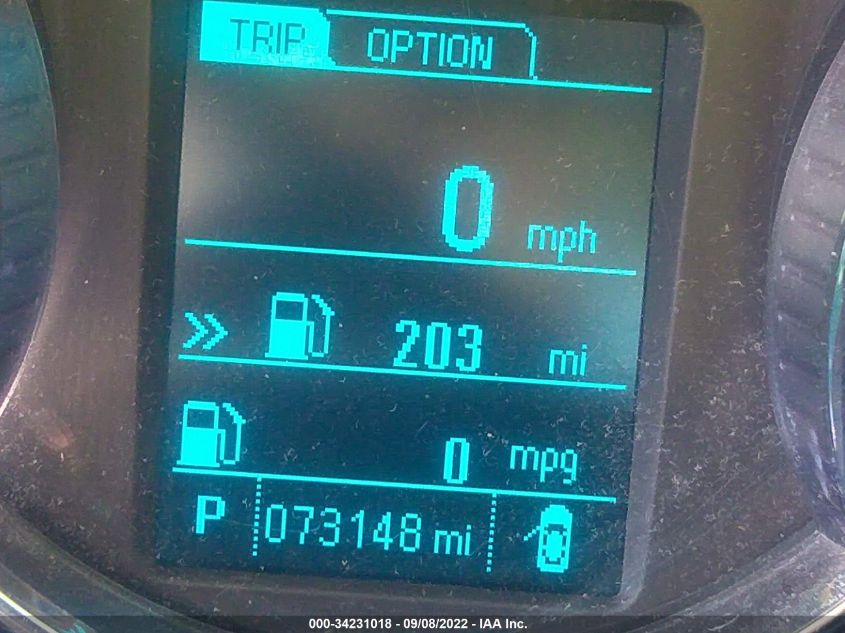 TRIP OPTION
0 mph
203 mi
0 mpg
P 073148 mi
000-34231018 - 09/08/2022 - IAA Inc.